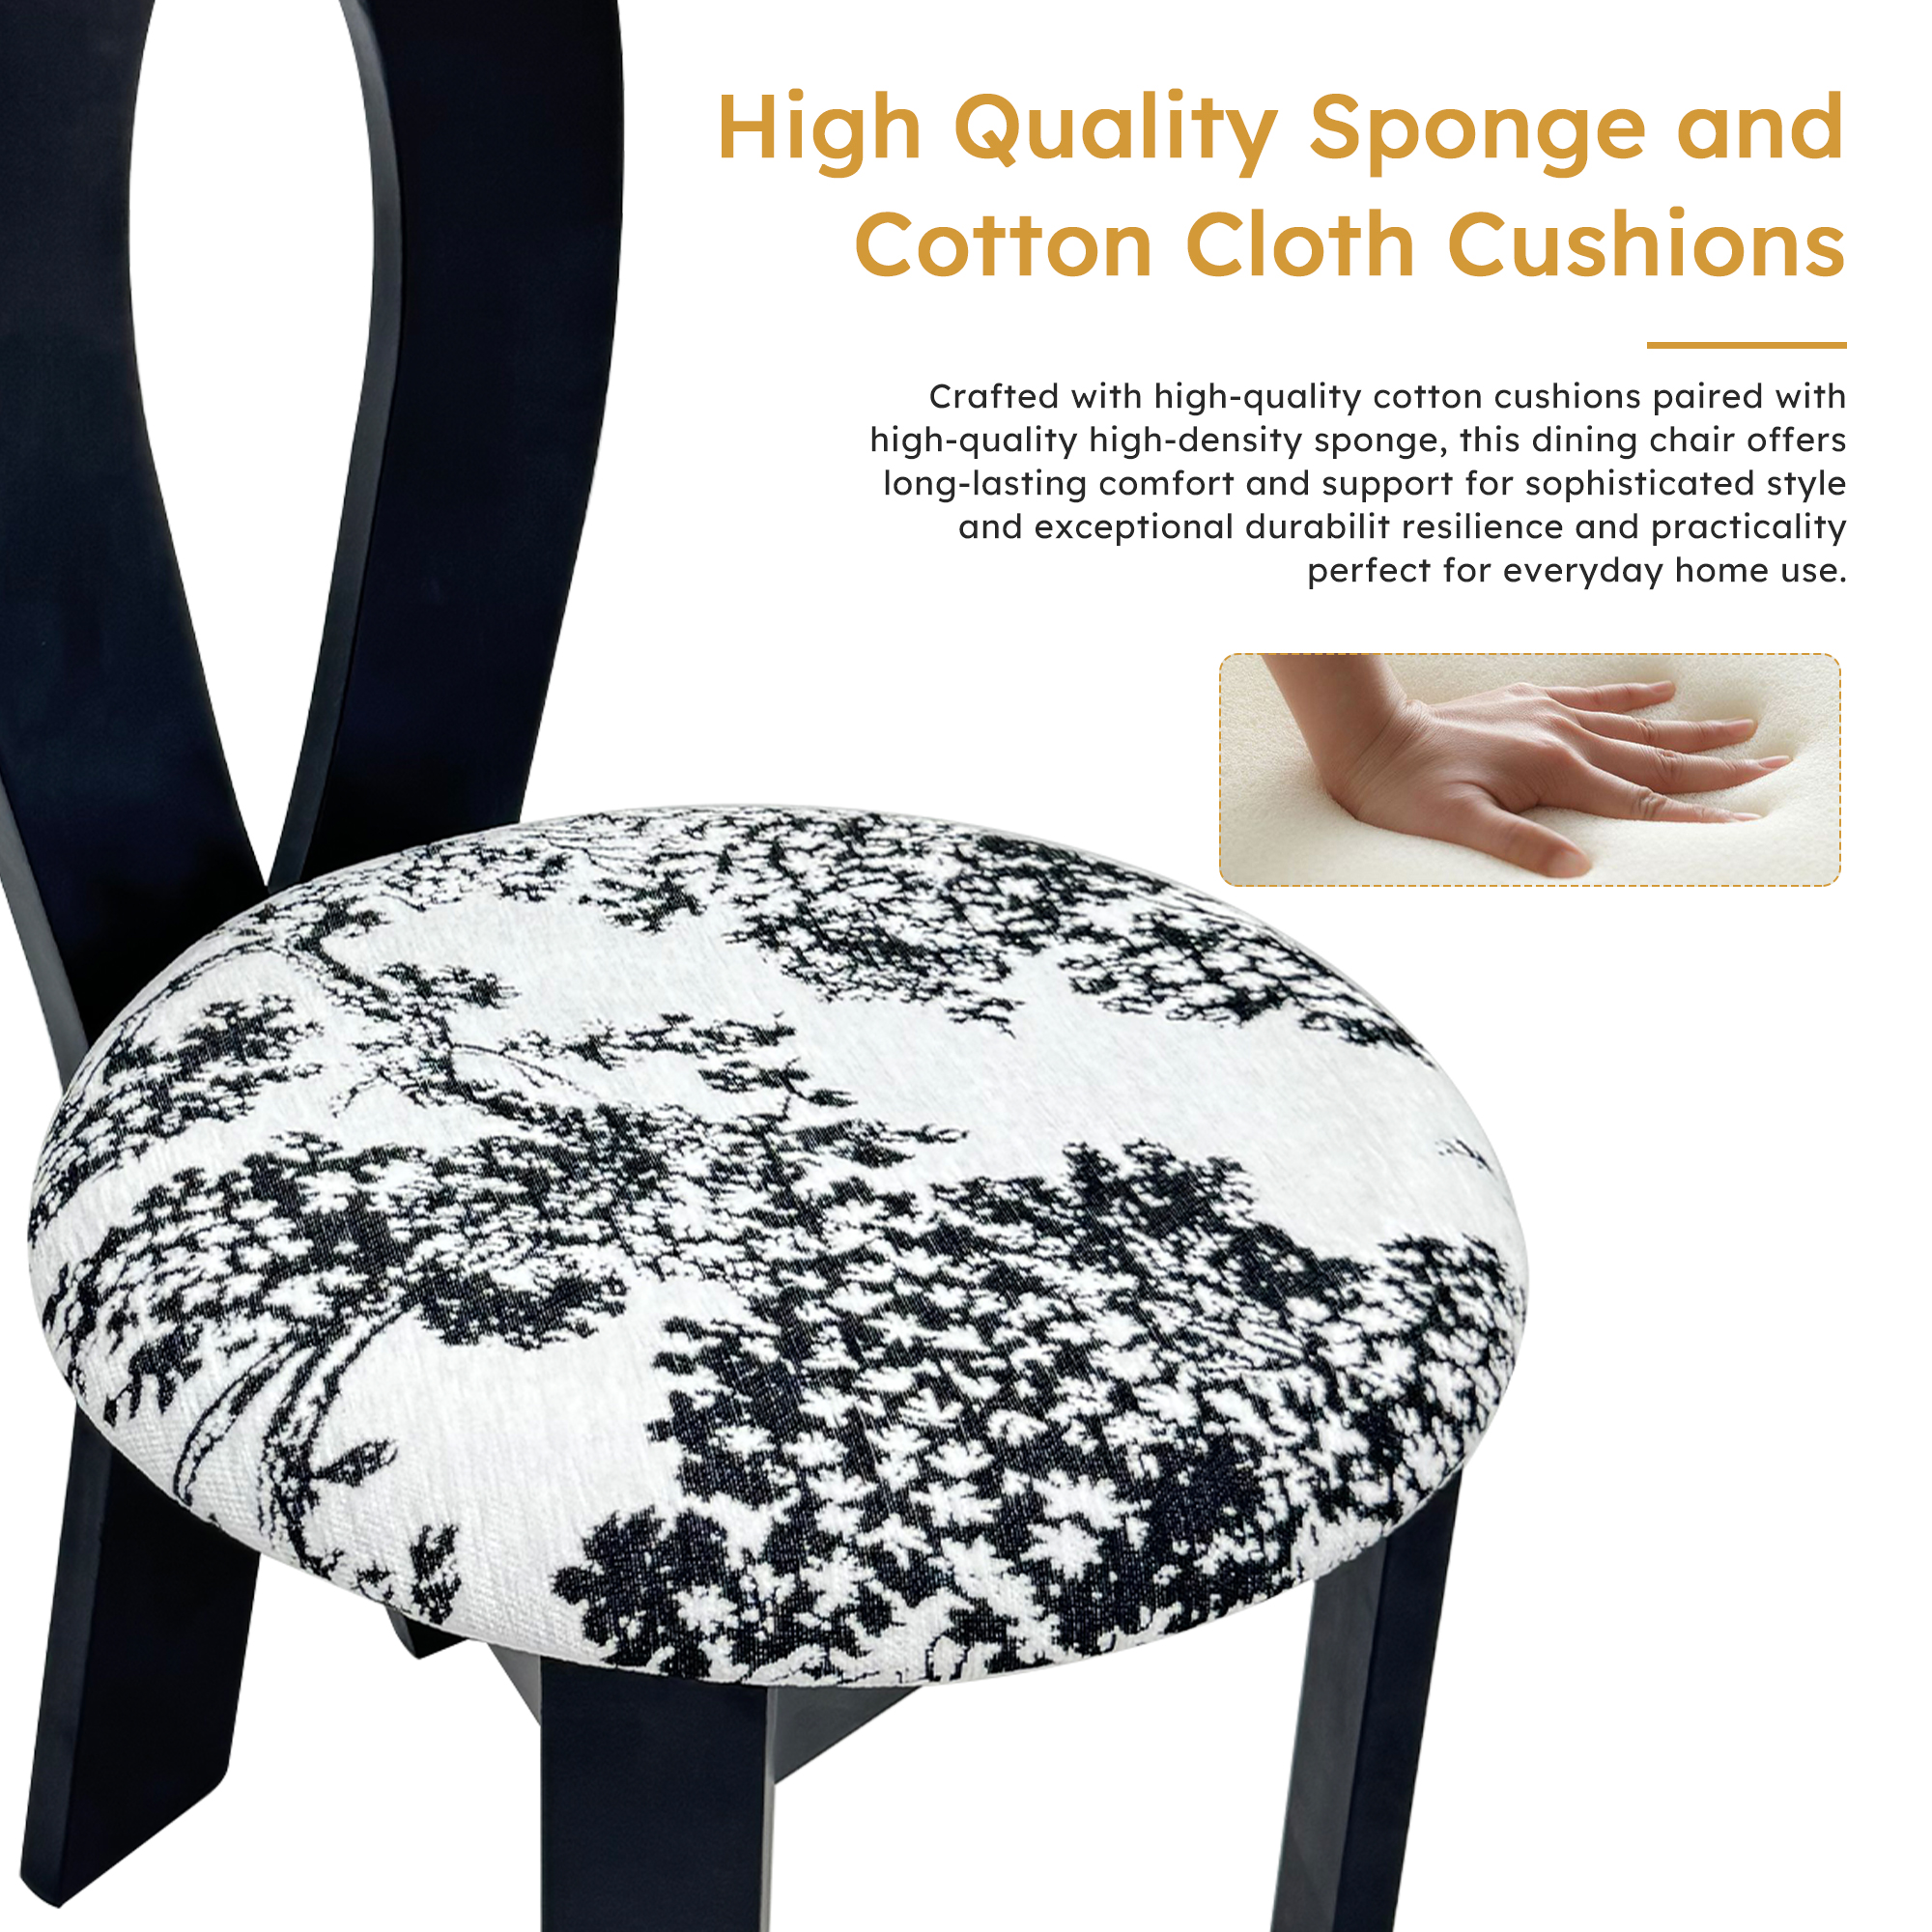 High Quality Sponge and
Cotton Cloth Cushions
Crafted with high-quality cotton cushions paired with
high-quality high-density sponge, this dining chair offers
long-lasting comfort and support for sophisticated style
and exceptional durabilit resilience and practicality
perfect for everyday home use.